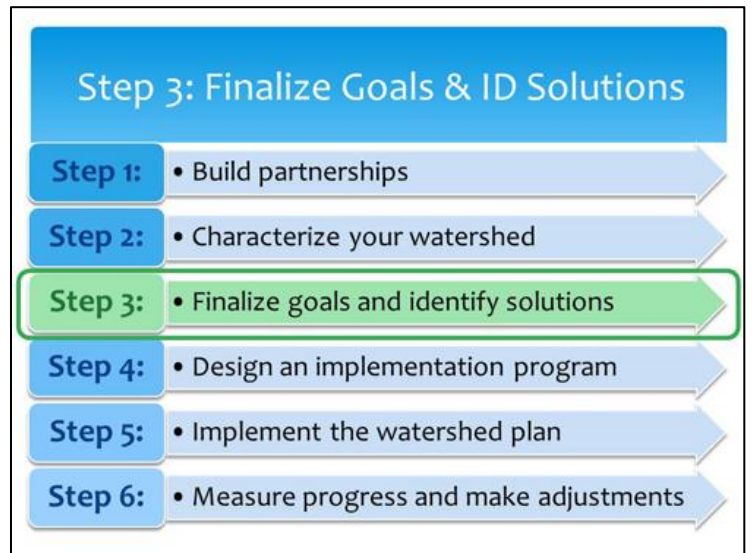 Step 3: Finalize Goals & ID Solutions
Step 1: • Build partnerships
Step 2: • Characterize your watershed
Step 3: • Finalize goals and identify solutions
Step 4: • Design an implementation program
Step 5: • Implement the watershed plan
Step 6: • Measure progress and make adjustments